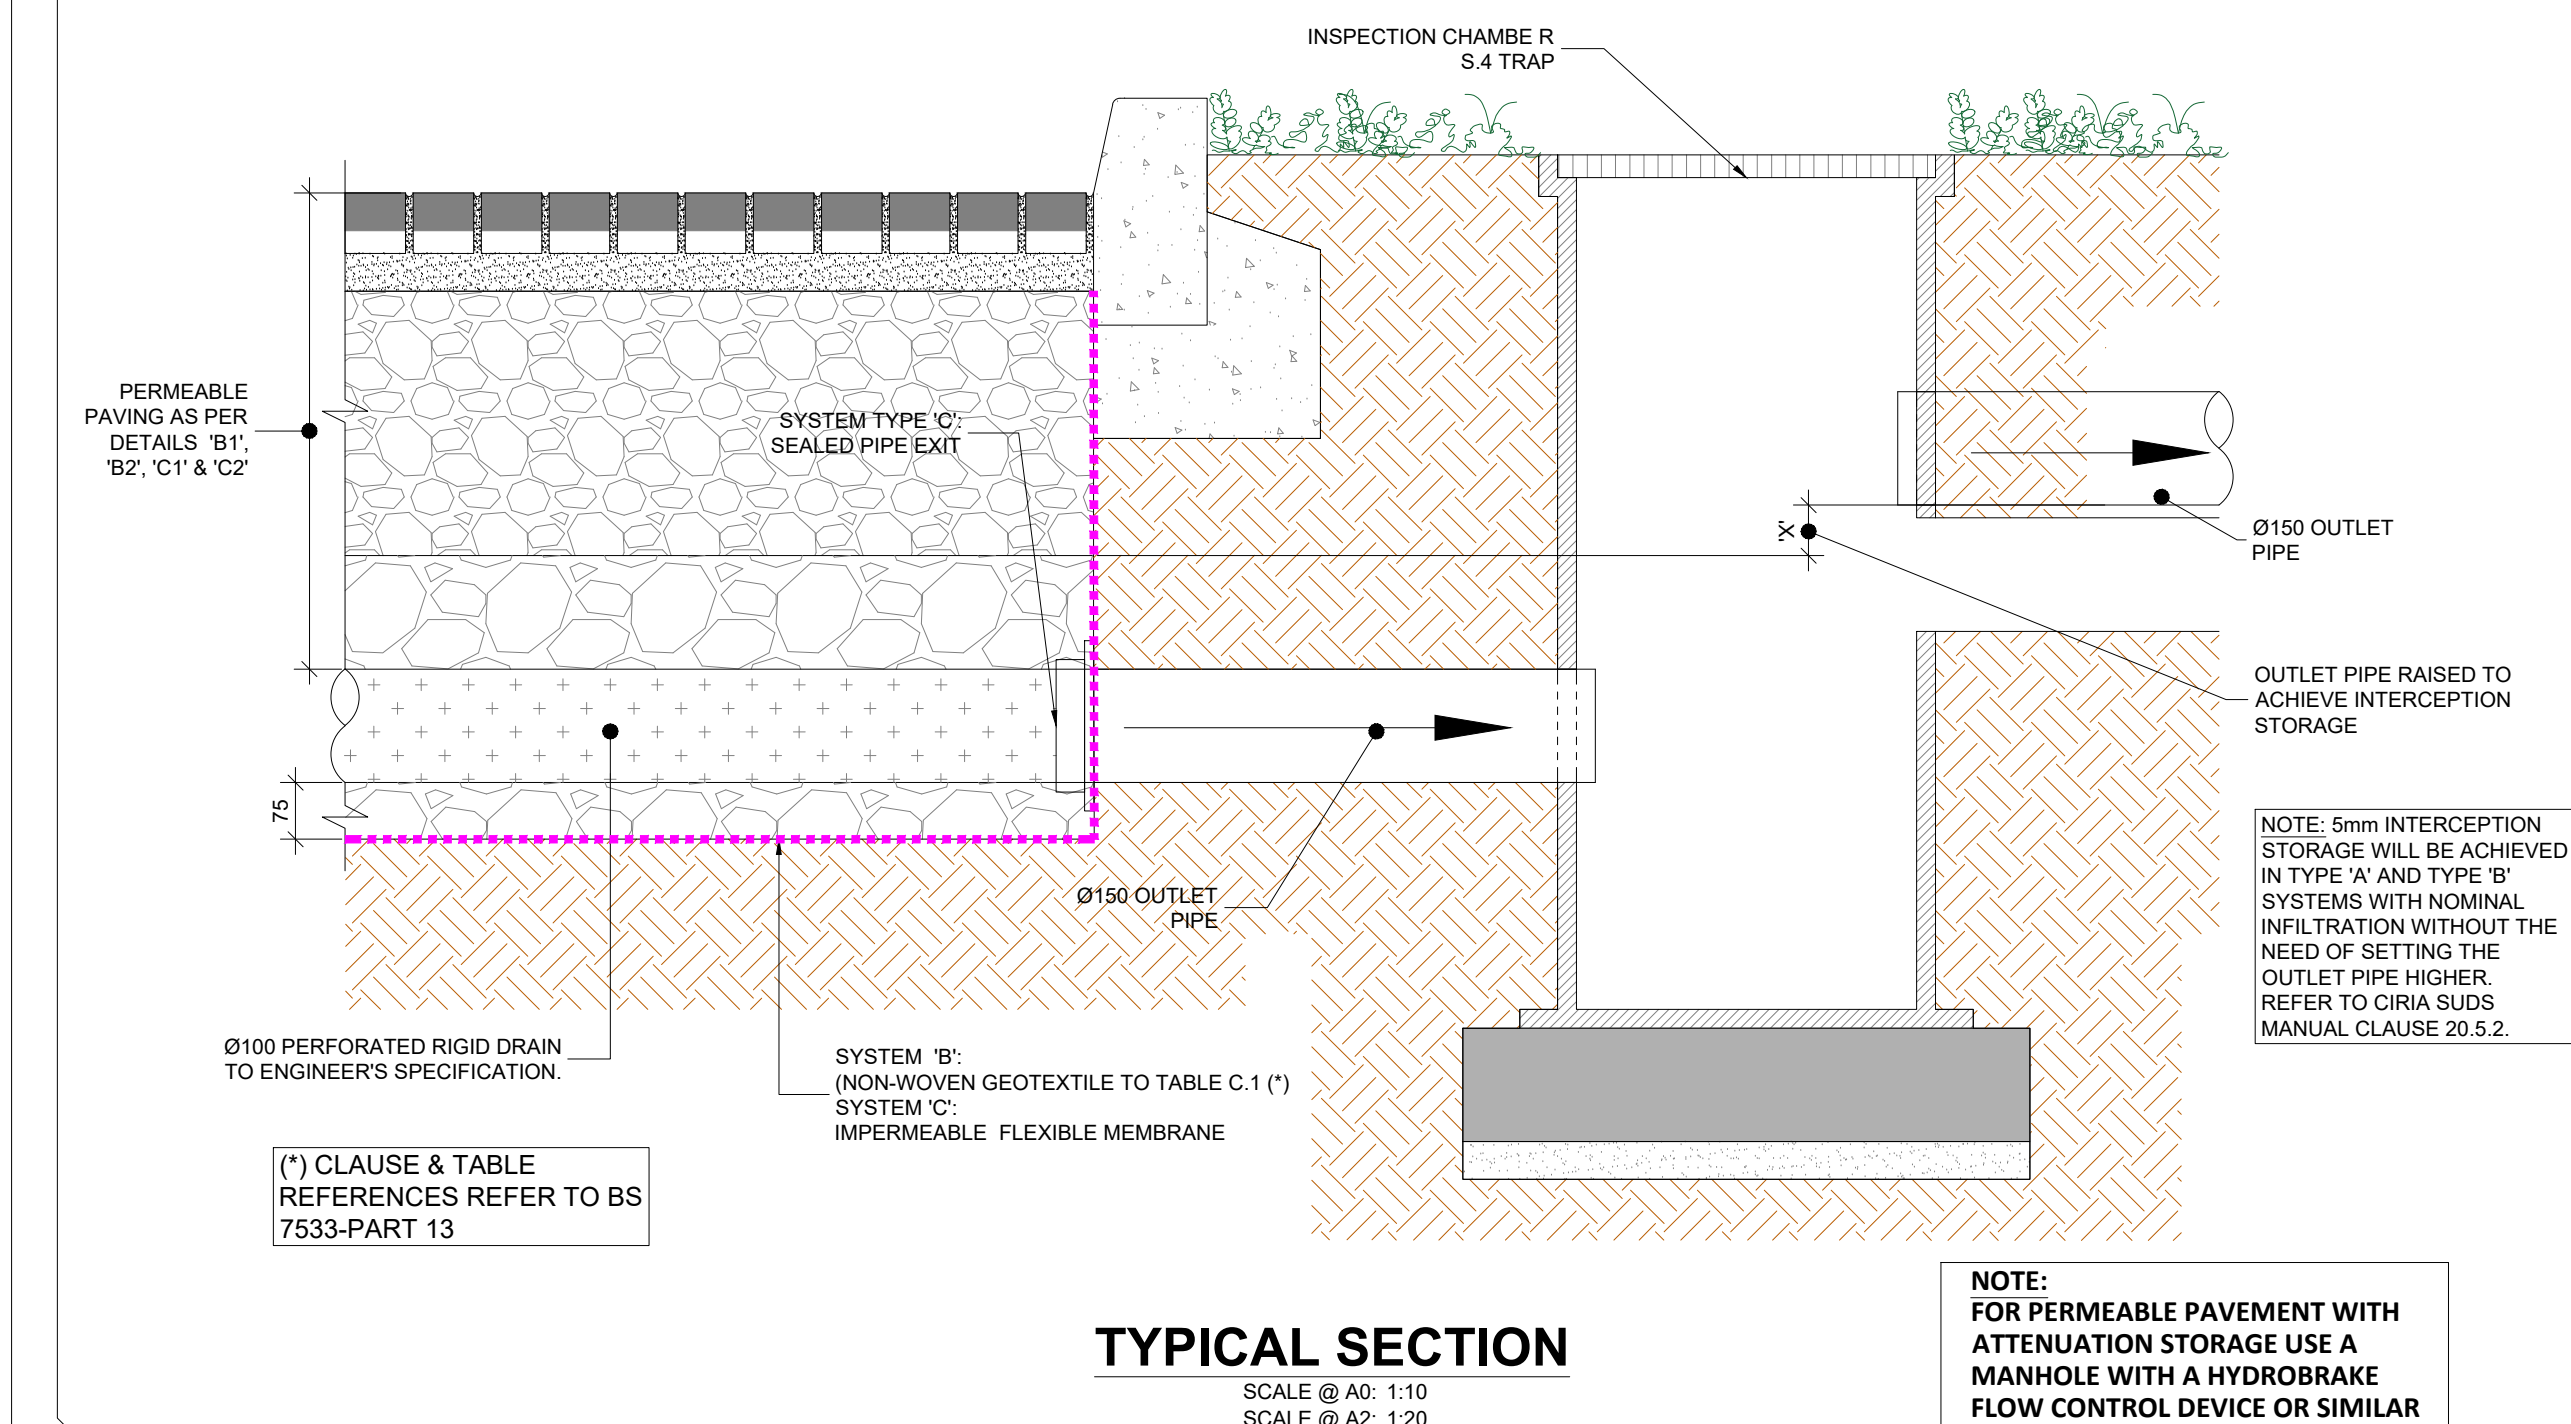 INSPECTION CHAMBE R
S.4 TRAP
PERMEABLE
PAVING AS PER
DETAILS 'B1',
'B2', 'C1' & 'C2'
SYSTEM TYPE 'C':
SEALED PIPE EXIT
'X'
Ø150 OUTLET
PIPE
OUTLET PIPE RAISED TO
ACHIEVE INTERCEPTION
STORAGE
75
NOTE: 5mm INTERCEPTION
STORAGE WILL BE ACHIEVED
IN TYPE 'A' AND TYPE 'B'
SYSTEMS WITH NOMINAL
INFILTRATION WITHOUT THE
NEED OF SETTING THE
OUTLET PIPE HIGHER.
REFER TO CIRIA SUDS
MANUAL CLAUSE 20.5.2.
Ø150 OUTLET
PIPE
Ø100 PERFORATED RIGID DRAIN
TO ENGINEER'S SPECIFICATION.
SYSTEM 'B':
(NON-WOVEN GEOTEXTILE TO TABLE C.1 (*)
SYSTEM 'C':
IMPERMEABLE FLEXIBLE MEMBRANE
(*) CLAUSE & TABLE
REFERENCES REFER TO BS
7533-PART 13
TYPICAL SECTION
SCALE @ A0: 1:10
SCALE @ A2: 1:20
NOTE:
FOR PERMEABLE PAVEMENT WITH
ATTENUATION STORAGE USE A
MANHOLE WITH A HYDROBRAKE
FLOW CONTROL DEVICE OR SIMILAR